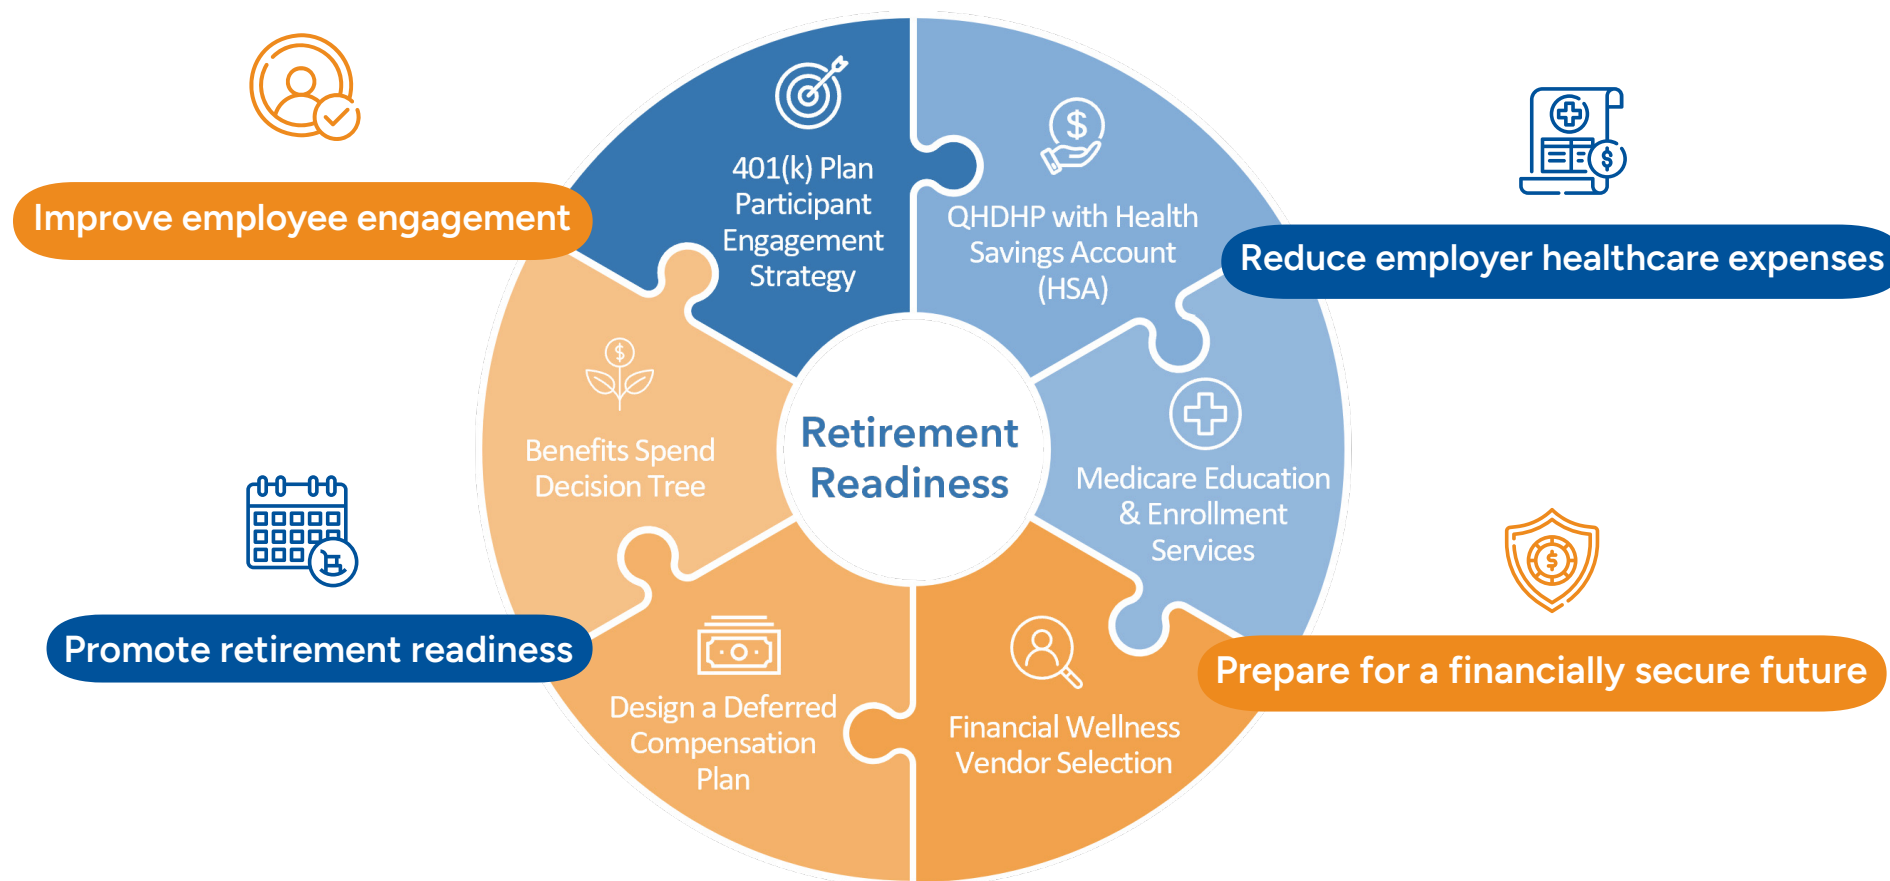 Improve employee engagement
401(k) Plan
Participant
Engagement
Strategy
$
QHDHP with Health
Savings Account
(HSA)
$
Reduce employer healthcare expenses
$
Benefits Spend
Decision Tree
Retirement
Readiness
Medicare Education
& Enrollment
Services
Promote retirement readiness
$
Prepare for a financially secure future
Design a Deferred
Compensation
Plan
Financial Wellness
Vendor Selection